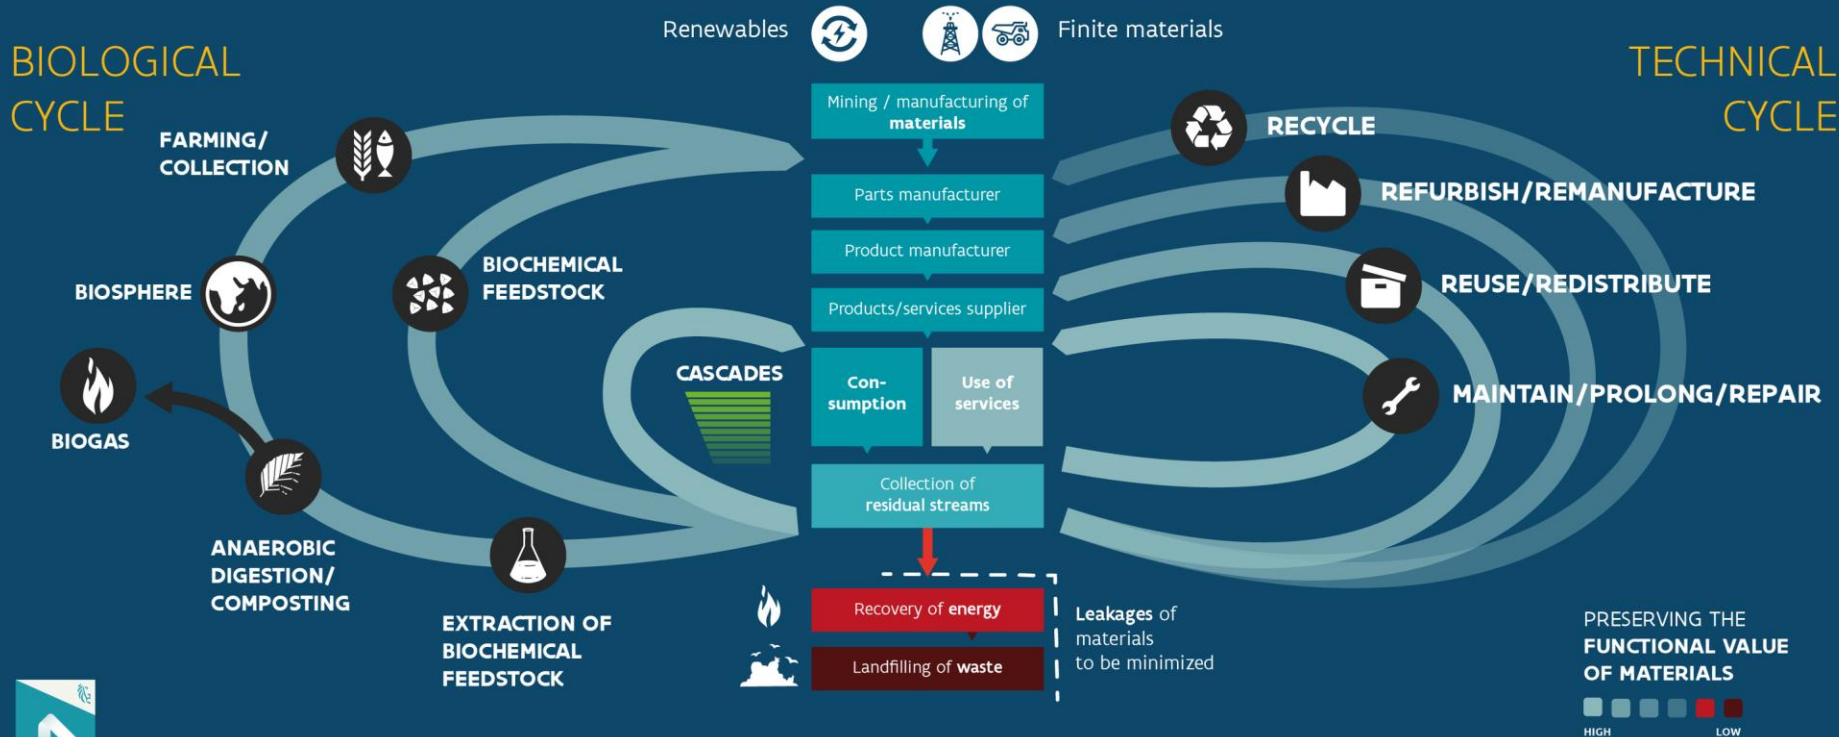 Renewables
Finite materials
BIOLOGICAL
CYCLE
TECHNICAL
CYCLE
Mining / manufacturing of
materials
Parts manufacturer
Product manufacturer
Products/services supplier
Con-
sumption
Use of
services
Collection of
residual streams
Recovery of energy
Landfilling of waste
FARMING/
COLLECTION
BIOSPHERE
BIOCHEMICAL
FEEDSTOCK
CASCADES
BIOGAS
ANAEROBIC
DIGESTION/
COMPOSTING
EXTRACTION OF
BIOCHEMICAL
FEEDSTOCK
RECYCLE
REFURBISH/REMANUFACTURE
REUSE/REDISTRIBUTE
MAINTAIN/PROLONG/REPAIR
Leakages of
materials
to be minimized
PRESERVING THE
FUNCTIONAL VALUE
OF MATERIALS
HIGH
LOW